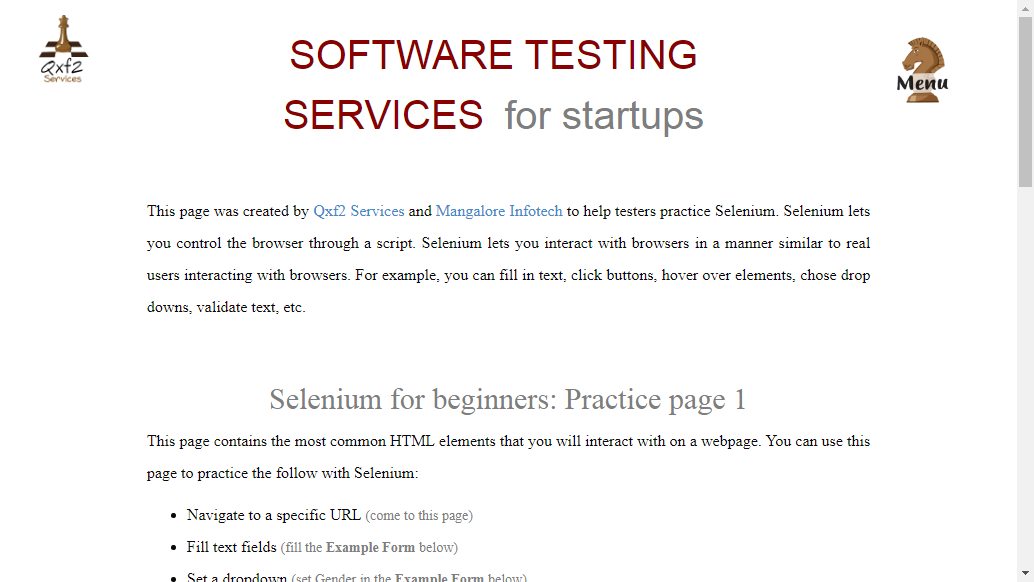 Qxf2
Services
SOFTWARE TESTING
SERVICES for startups
Menu
This page was created by Qxf2 Services and Mangalore Infotech to help testers practice Selenium. Selenium lets
you control the browser through a script. Selenium lets you interact with browsers in a manner similar to real
users interacting with browsers. For example, you can fill in text, click buttons, hover over elements, chose drop
downs, validate text, etc.
Selenium for beginners: Practice page 1
This page contains the most common HTML elements that you will interact with on a webpage. You can use this
page to practice the follow with Selenium:
• Navigate to a specific URL (come to this page)
• Fill text fields (fill the Example Form below)
• Set a dropdown (set Gender in the Example Form below)